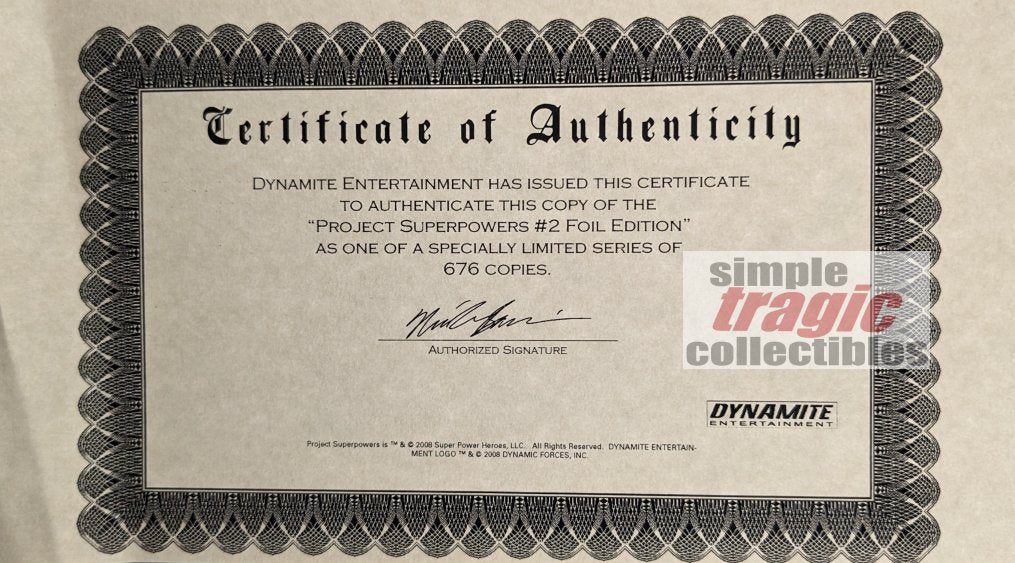 Certificate of Authenticity
DYNAMITE ENTERTAINMENT HAS ISSUED THIS CERTIFICATE
TO AUTHENTICATE THIS COPY OF THE
“PROJECT SUPERPOWERS #2 FOIL EDITION”
AS ONE OF A SPECIALLY LIMITED SERIES OF
676 COPIES.
AUTHORIZED SIGNATURE
simple
tragic
collectibles
DYNAMITE
ENTERTAINMENT
Project Superpowers is ™ & © 2008 Super Power Heroes, LLC. All Rights Reserved. DYNAMITE ENTERTAIN-
MENT LOGO ™ & © 2008 DYNAMIC FORCES, INC.